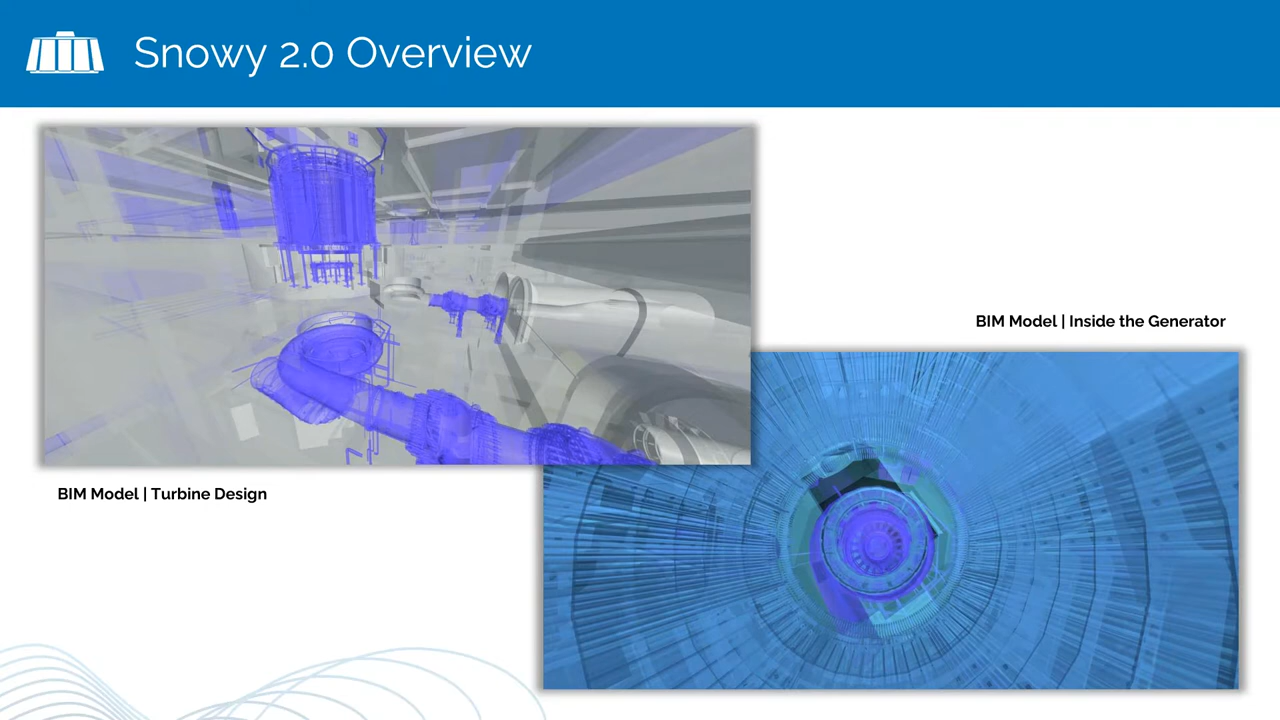 Snowy 2.0 Overview
BIM Model | Inside the Generator
BIM Model | Turbine Design